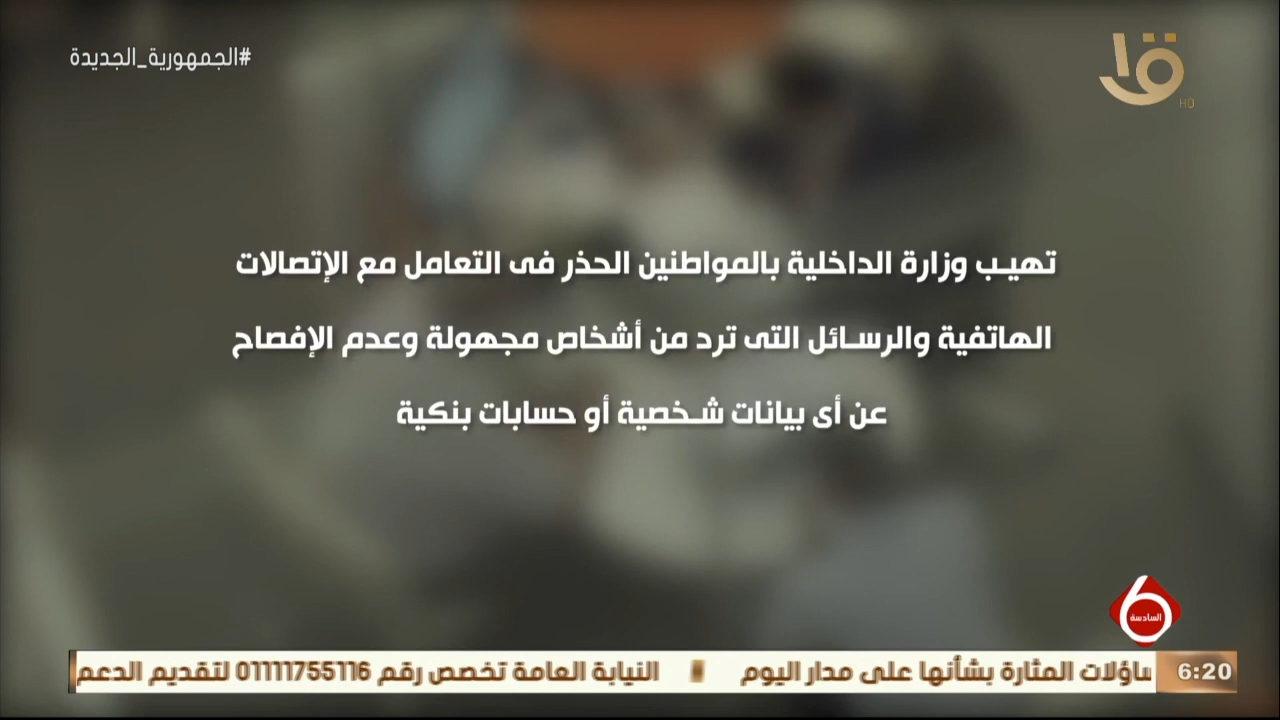 #الجمهورية_الجديدة
HD
تهيب وزارة الداخلية بالمواطنين الحذر فى التعامل مع الإتصالات
الهاتفية والرسائل التى ترد من أشخاص مجهولة وعدم الإفصاح
عن أى بيانات شخصية أو حسابات بنكية
6
السادسة
6:20
المثارة بشأنها على مدار اليوم النيابة العامة تخصص رقم 01111755116 لتقديم الدعم